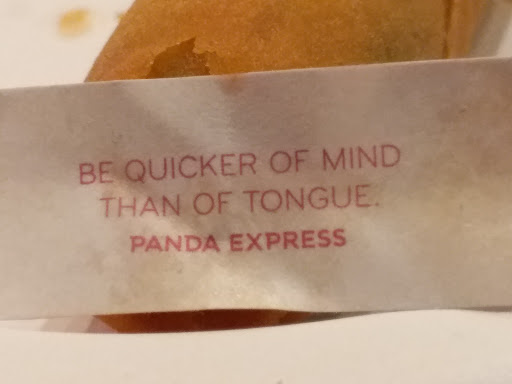 BE QUICKER OF MIND
THAN OF TONGUE.
PANDA EXPRESS